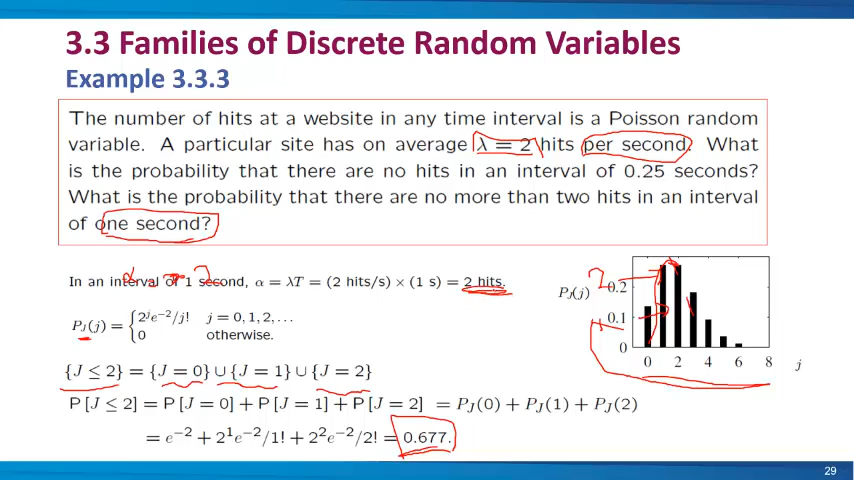 3.3 Families of Discrete Random Variables
Example 3.3.3
The number of hits at a website in any time interval is a Poisson random
variable. A particular site has on average λ = 2 hits per second. What
is the probability that there are no hits in an interval of 0.25 seconds?
What is the probability that there are no more than two hits in an interval
of one second?
In an interval of 1 second, α = λT = (2 hits/s) × (1 s) = 2 hits.
P_J(j) = { 2^j e^{-2}/j!   j = 0, 1, 2, . . .
0   otherwise.
{J ≤ 2} = {J = 0} ∪ {J = 1} ∪ {J = 2}
P [J ≤ 2] = P [J = 0] + P [J = 1] + P [J = 2] = P_J(0) + P_J(1) + P_J(2)
= e^{-2} + 2^1 e^{-2}/1! + 2^2 e^{-2}/2! = 0.677.
P_J(j)
0.2
0.1
0
0 2 4 6 8 j
2
29